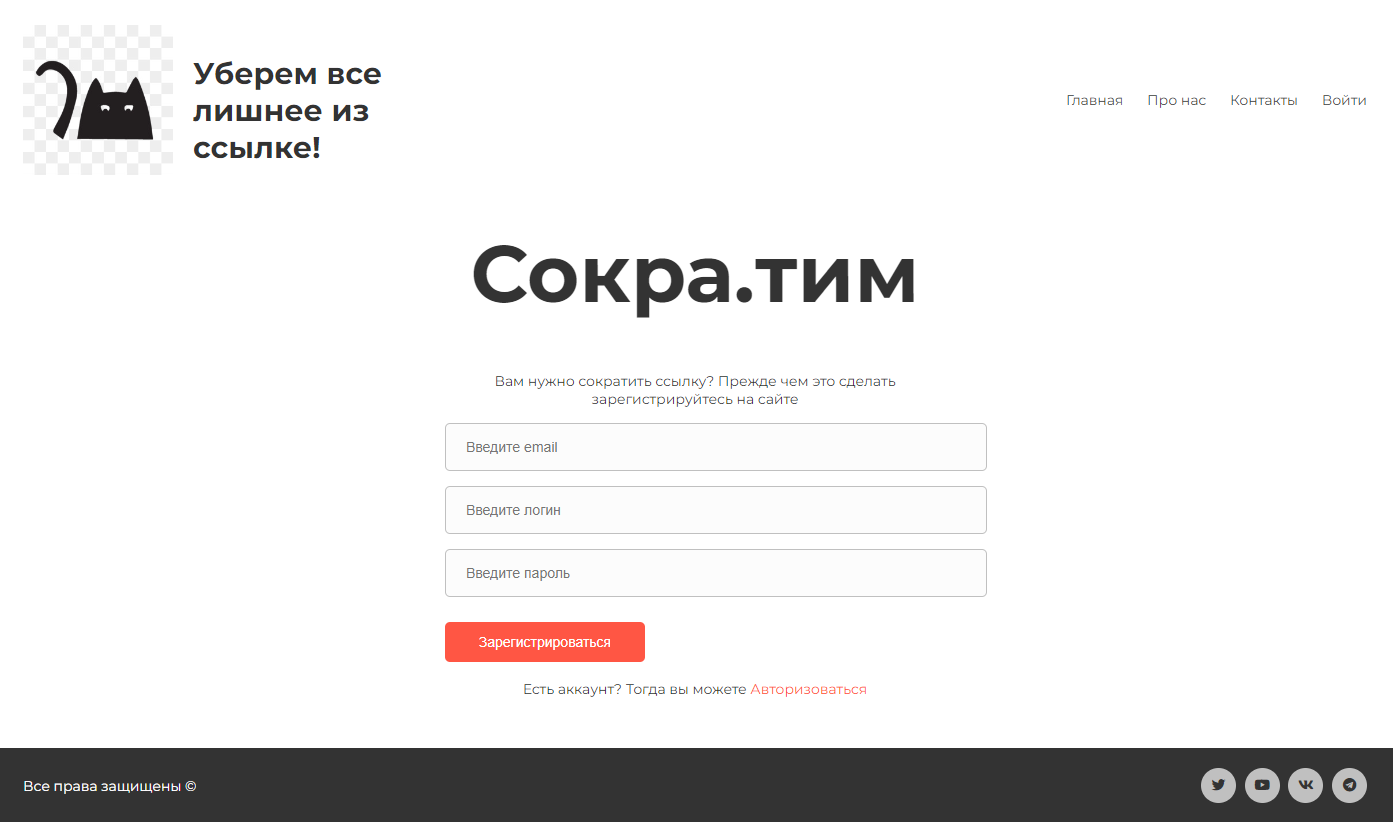 Уберем все
лишнее из
ссылке!
Главная Про нас Контакты Войти
Сокра.тим
Вам нужно сократить ссылку? Прежде чем это сделать
зарегистрируйтесь на сайте
Введите email
Введите логин
Введите пароль
Зарегистрироваться
Есть аккаунт? Тогда вы можете Авторизоваться
Все права защищены ©